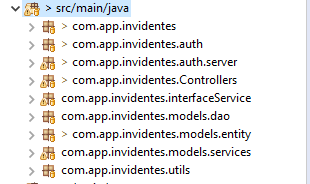 > src/main/java
> com.app.invidentes
> com.app.invidentes.auth
> com.app.invidentes.auth.server
> com.app.invidentes.Controllers
com.app.invidentes.interfaceService
com.app.invidentes.models.dao
> com.app.invidentes.models.entity
com.app.invidentes.models.services
com.app.invidentes.utils